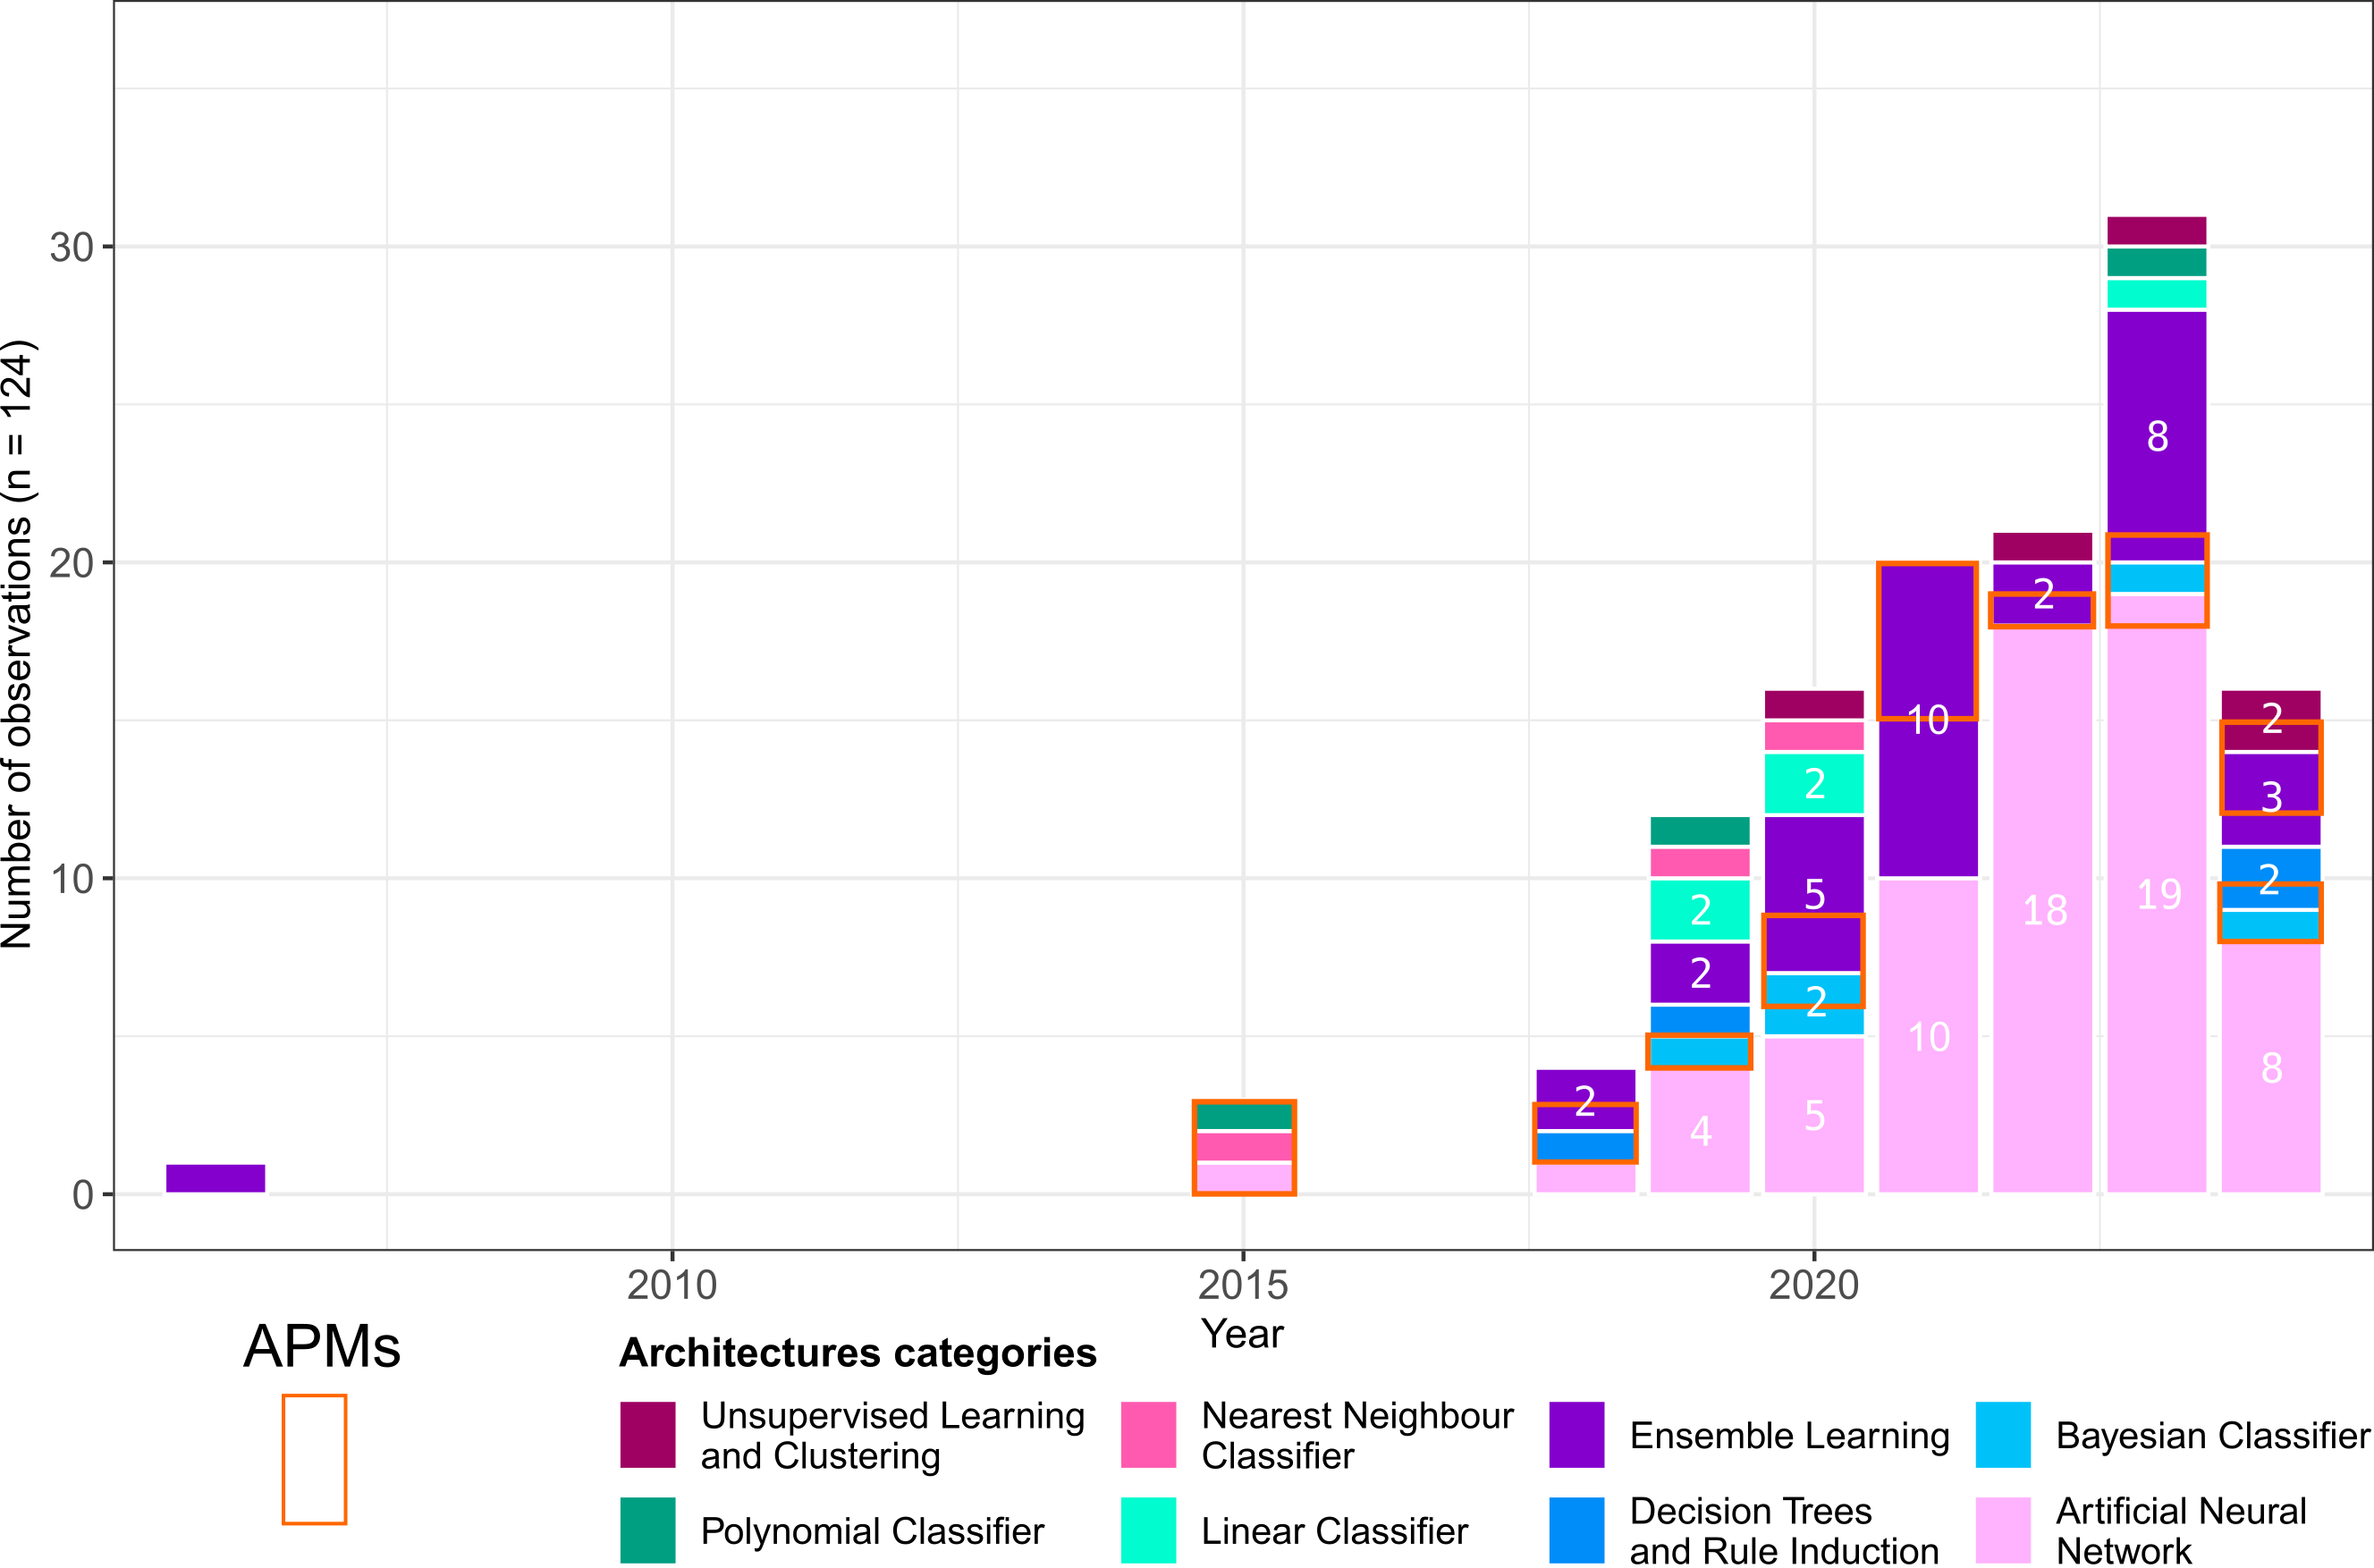 Number of observations (n = 124)
30
20
10
0
8
2
10
2
2
3
5
2
2
19
18
2
2
10
8
2
4
5
2010
2015
2020
Year
APMs
Architectures categories
Unsupervised Learning
and Clustering
Nearest Neighbour
Classifier
Ensemble Learning
Bayesian Classifier
Polynomial Classifier
Linear Classifier
Decision Trees
and Rule Induction
Artificial Neural
Network